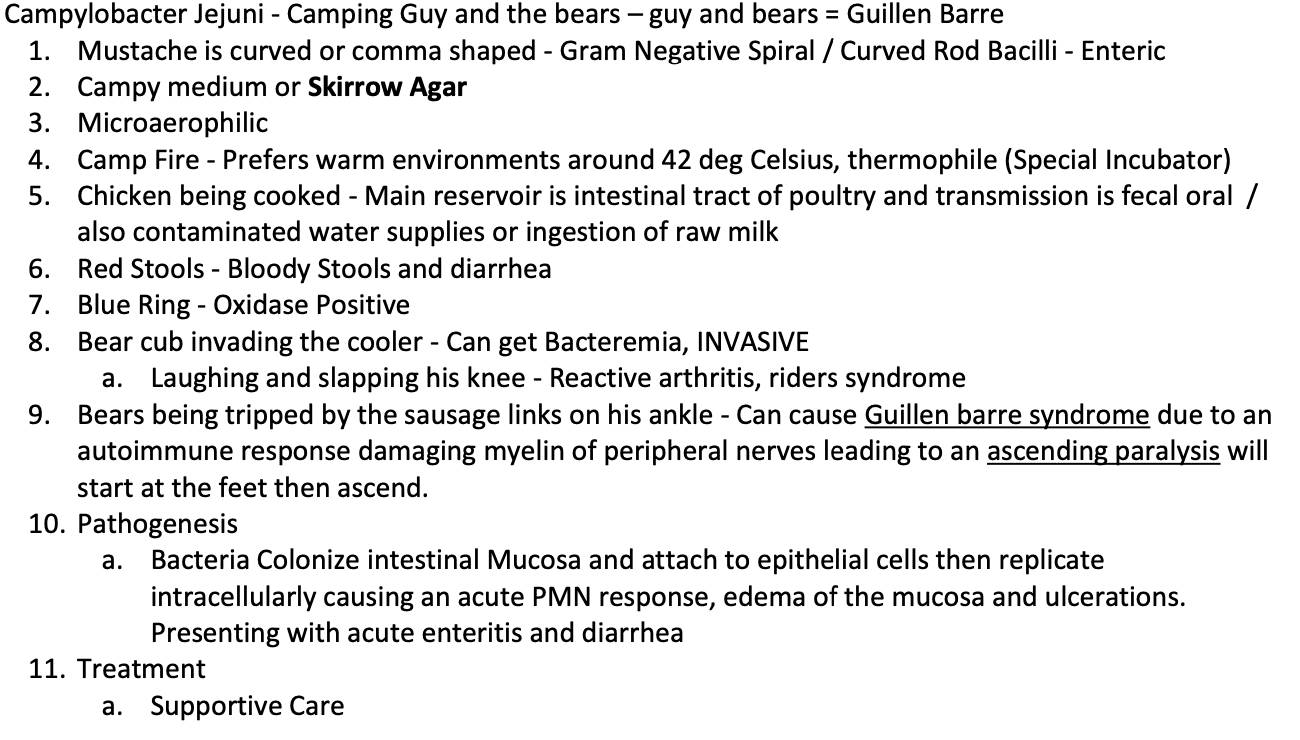 Campylobacter Jejuni - Camping Guy and the bears – guy and bears = Guillen Barre
1. Mustache is curved or comma shaped - Gram Negative Spiral / Curved Rod Bacilli - Enteric
2. Campy medium or Skirrow Agar
3. Microaerophilic
4. Camp Fire - Prefers warm environments around 42 deg Celsius, thermophile (Special Incubator)
5. Chicken being cooked - Main reservoir is intestinal tract of poultry and transmission is fecal oral /
also contaminated water supplies or ingestion of raw milk
6. Red Stools - Bloody Stools and diarrhea
7. Blue Ring - Oxidase Positive
8. Bear cub invading the cooler - Can get Bacteremia, INVASIVE
a. Laughing and slapping his knee - Reactive arthritis, riders syndrome
9. Bears being tripped by the sausage links on his ankle - Can cause Guillen barre syndrome due to an
autoimmune response damaging myelin of peripheral nerves leading to an ascending paralysis will
start at the feet then ascend.
10. Pathogenesis
a. Bacteria Colonize intestinal Mucosa and attach to epithelial cells then replicate
intracellularly causing an acute PMN response, edema of the mucosa and ulcerations.
Presenting with acute enteritis and diarrhea
11. Treatment
a. Supportive Care